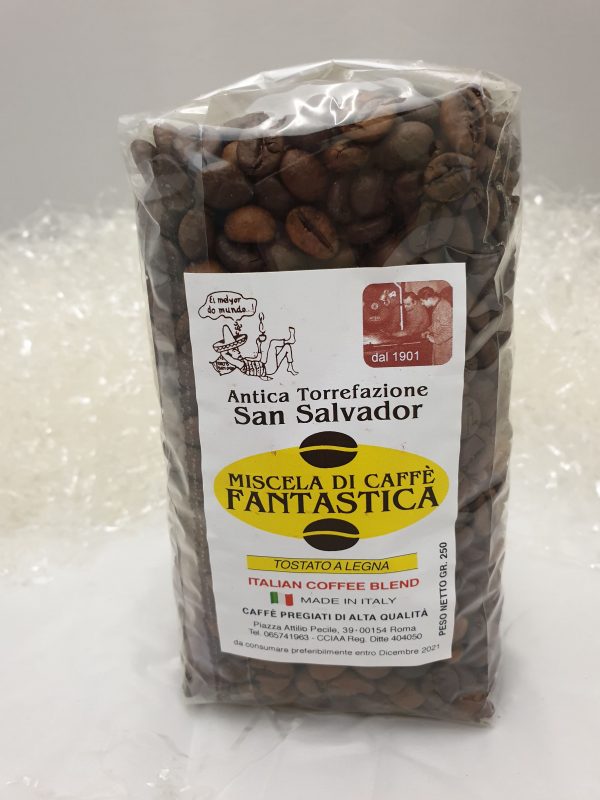 El melyor
do mundo...!
dal 1901
Antica Torrefazione
San Salvador
MISCELA DI CAFFÈ
FANTASTICA
TOSTATO A LEGNA
ITALIAN COFFEE BLEND
MADE IN ITALY
CAFFÈ PREGIATI DI ALTA QUALITÀ
Piazza Attilio Pecile, 39 - 00154 Roma
Tel. 065741963 - CCIAA Reg. Ditte 404050
da consumare preferibilmente entro Dicembre 2021
PESO NETTO GR. 250